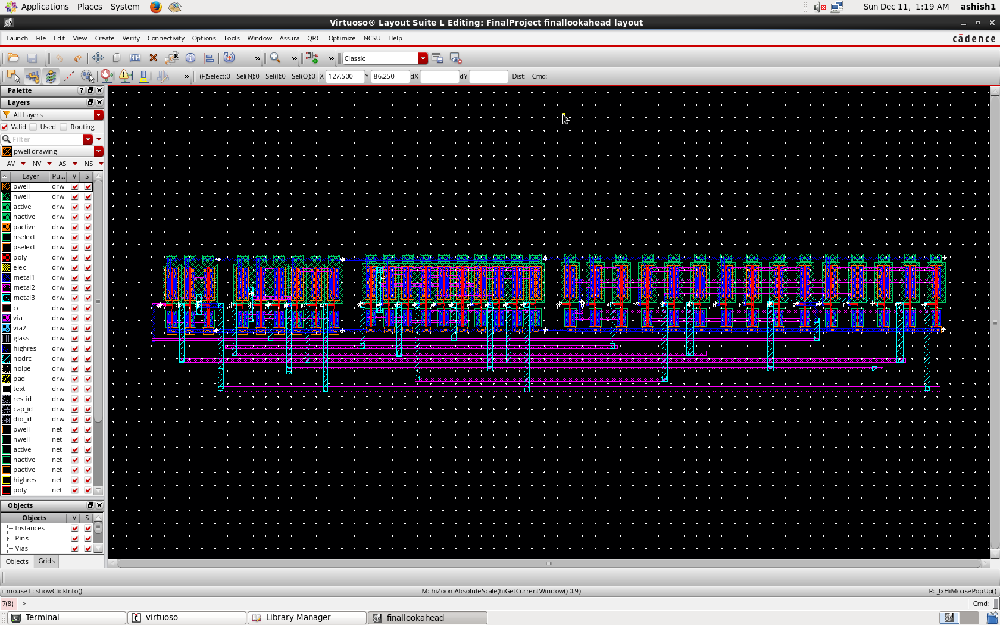 Applications Places System Sun Dec 11, 1:19 AM ashish1
Virtuoso® Layout Suite L Editing: FinalProject finallookahead layout
Launch File Edit View Create Verify Connectivity Options Tools Window Assura QRC Optimize NCSU Help cādence
» » » Classic
» (F)Select:0 Sel(N):0 Sel(I):0 Sel(O):0 X 127.500 Y 86.250 dX dY Dist: Cmd:
Palette
Layers
All Layers
Valid Used Routing
Filter
pwell drawing
AV NV AS NS
Layer Pu... V S
pwell drw
nwell drw
active drw
nactive drw
pactive drw
nselect drw
pselect drw
poly drw
elec drw
metal1 drw
metal2 drw
metal3 drw
cc drw
via drw
via2 drw
glass drw
highres drw
nodrc drw
nolpe drw
pad drw
text drw
res_id drw
cap_id drw
dio_id drw
pwell net
nwell net
active net
nactive net
pactive net
highres net
poly net
Objects
Objects V S
Instances
Pins
Vias
Objects Grids
mouse L: showClickInfo() M: hiZoomAbsoluteScale(hiGetCurrentWindow() 0.9) R: _lxHiMousePopUp()
7(8) > Cmd:
Terminal virtuoso Library Manager finallookahead